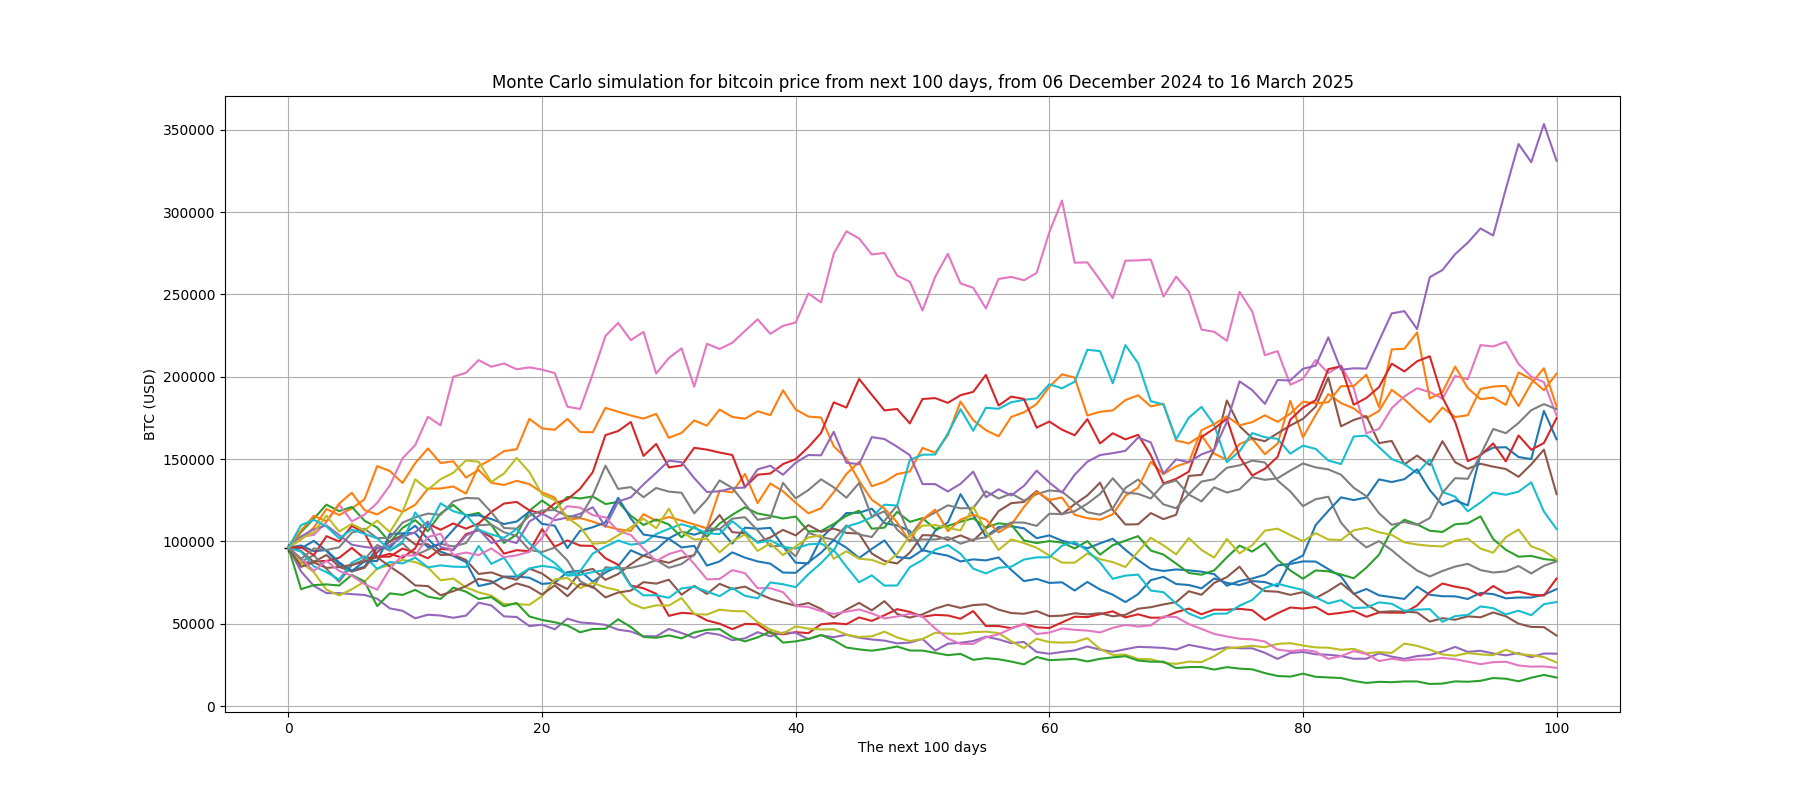 Monte Carlo simulation for bitcoin price from next 100 days, from 06 December 2024 to 16 March 2025
350000
300000
250000
200000
150000
100000
50000
0
BTC (USD)
0 20 40 60 80 100
The next 100 days